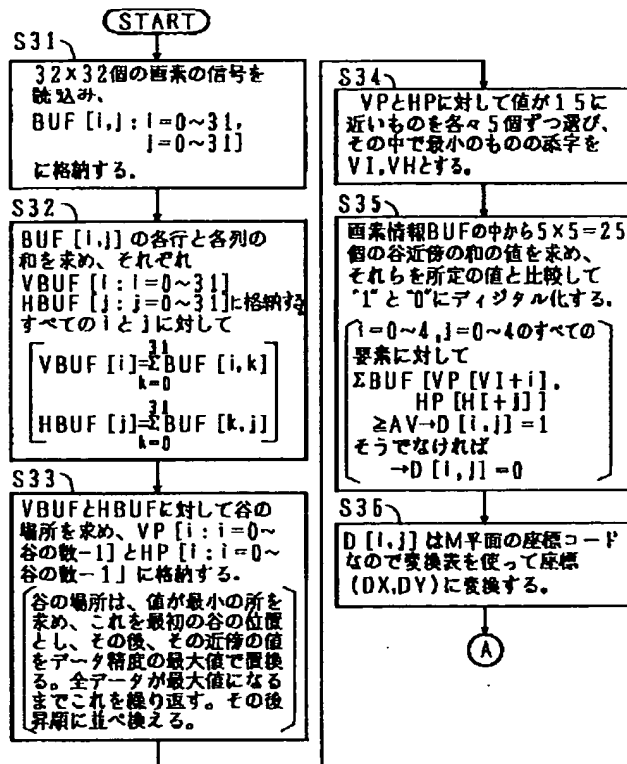 START
S31
32×32個の画素の信号を
読込み、
BUF [i,j:i=0~31,
j=0~31]
に格納する.
S32
BUF [i,j] の各行と各列の
和を求め、それぞれ
VBUF [i:i=0~31]
HBUF [j:j=0~31]に格納する
すべてのiとjに対して
VBUF [i]=ΣBUF [i,k]
31
k=0
HBUF [j]=ΣBUF [k,j]
31
k=0
S33
VBUFとHBUFに対して谷の
場所を求め、VP [i:i=0~
谷の数-1]とHP [i:i=0~
谷の数-1」に格納する.
谷の場所は、値が最小の所を
求め、これを最初の谷の位置
とし、その後、その近傍の値
をデータ精度の最大値で置換
る。全データが最大値になる
までこれを繰り返す。その後
昇順に並べ換える。
S34
VPとHPに対して値が15に
近いものを各々5個ずつ選び、
その中で最小のものの添字を
VI,VHとする.
S35
画素情報BUFの中から5×5=25
個の谷近傍の和の値を求め、
それらを所定の値と比較して
"1"と"0"にディジタル化する.
i=0~4,j=0~4のすべての
要素に対して
ΣBUF [VP [VI+i].
HP [HI+j]]
≧AV→D [i,j]=1
そうでなければ
→D [i,j]=0
S36
D [i,j]はM平面の座標コード
なので変換表を使って座標
(DX,DY)に変換する.
A